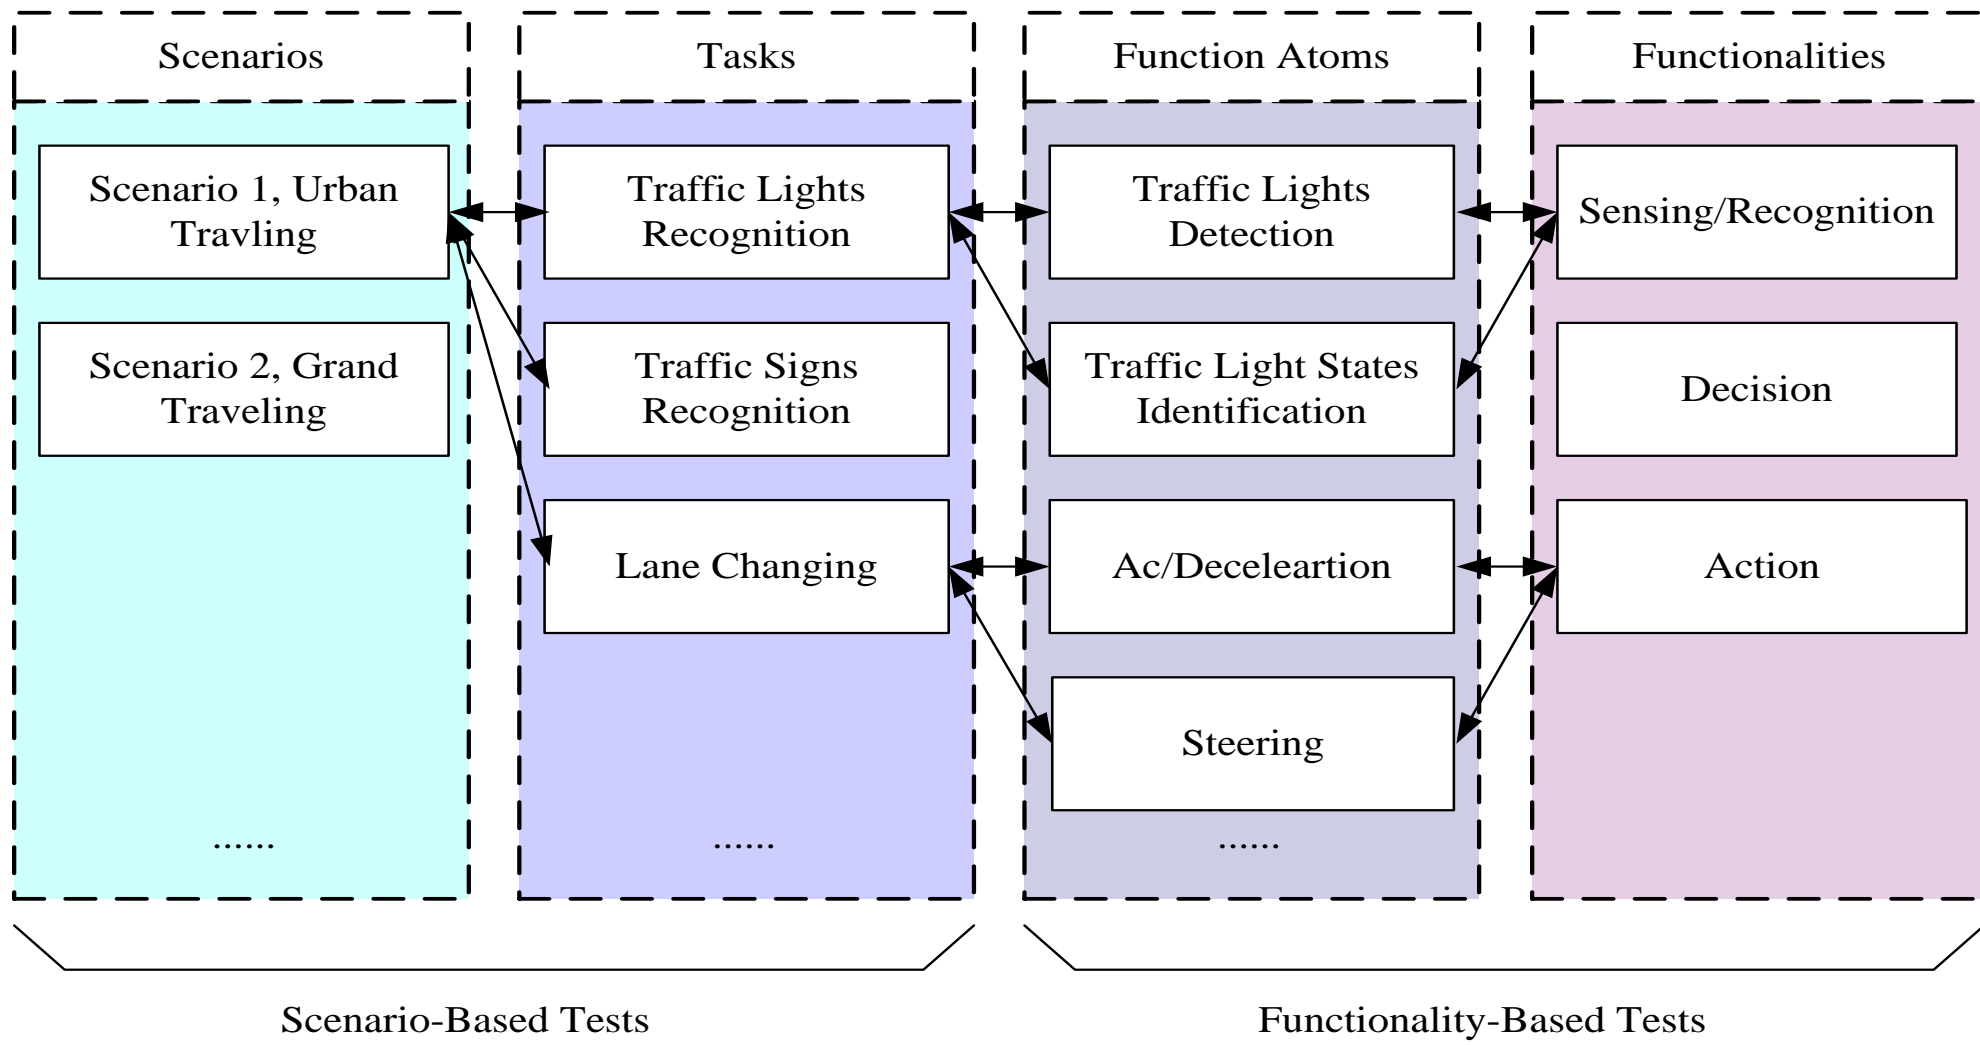 Scenarios
Tasks
Function Atoms
Functionalities
Scenario 1, Urban
Travling
Traffic Lights
Recognition
Traffic Lights
Detection
Sensing/Recognition
Scenario 2, Grand
Traveling
Traffic Signs
Recognition
Traffic Light States
Identification
Decision
Lane Changing
Ac/Deceleartion
Action
Steering
......
......
......
Scenario-Based Tests
Functionality-Based Tests